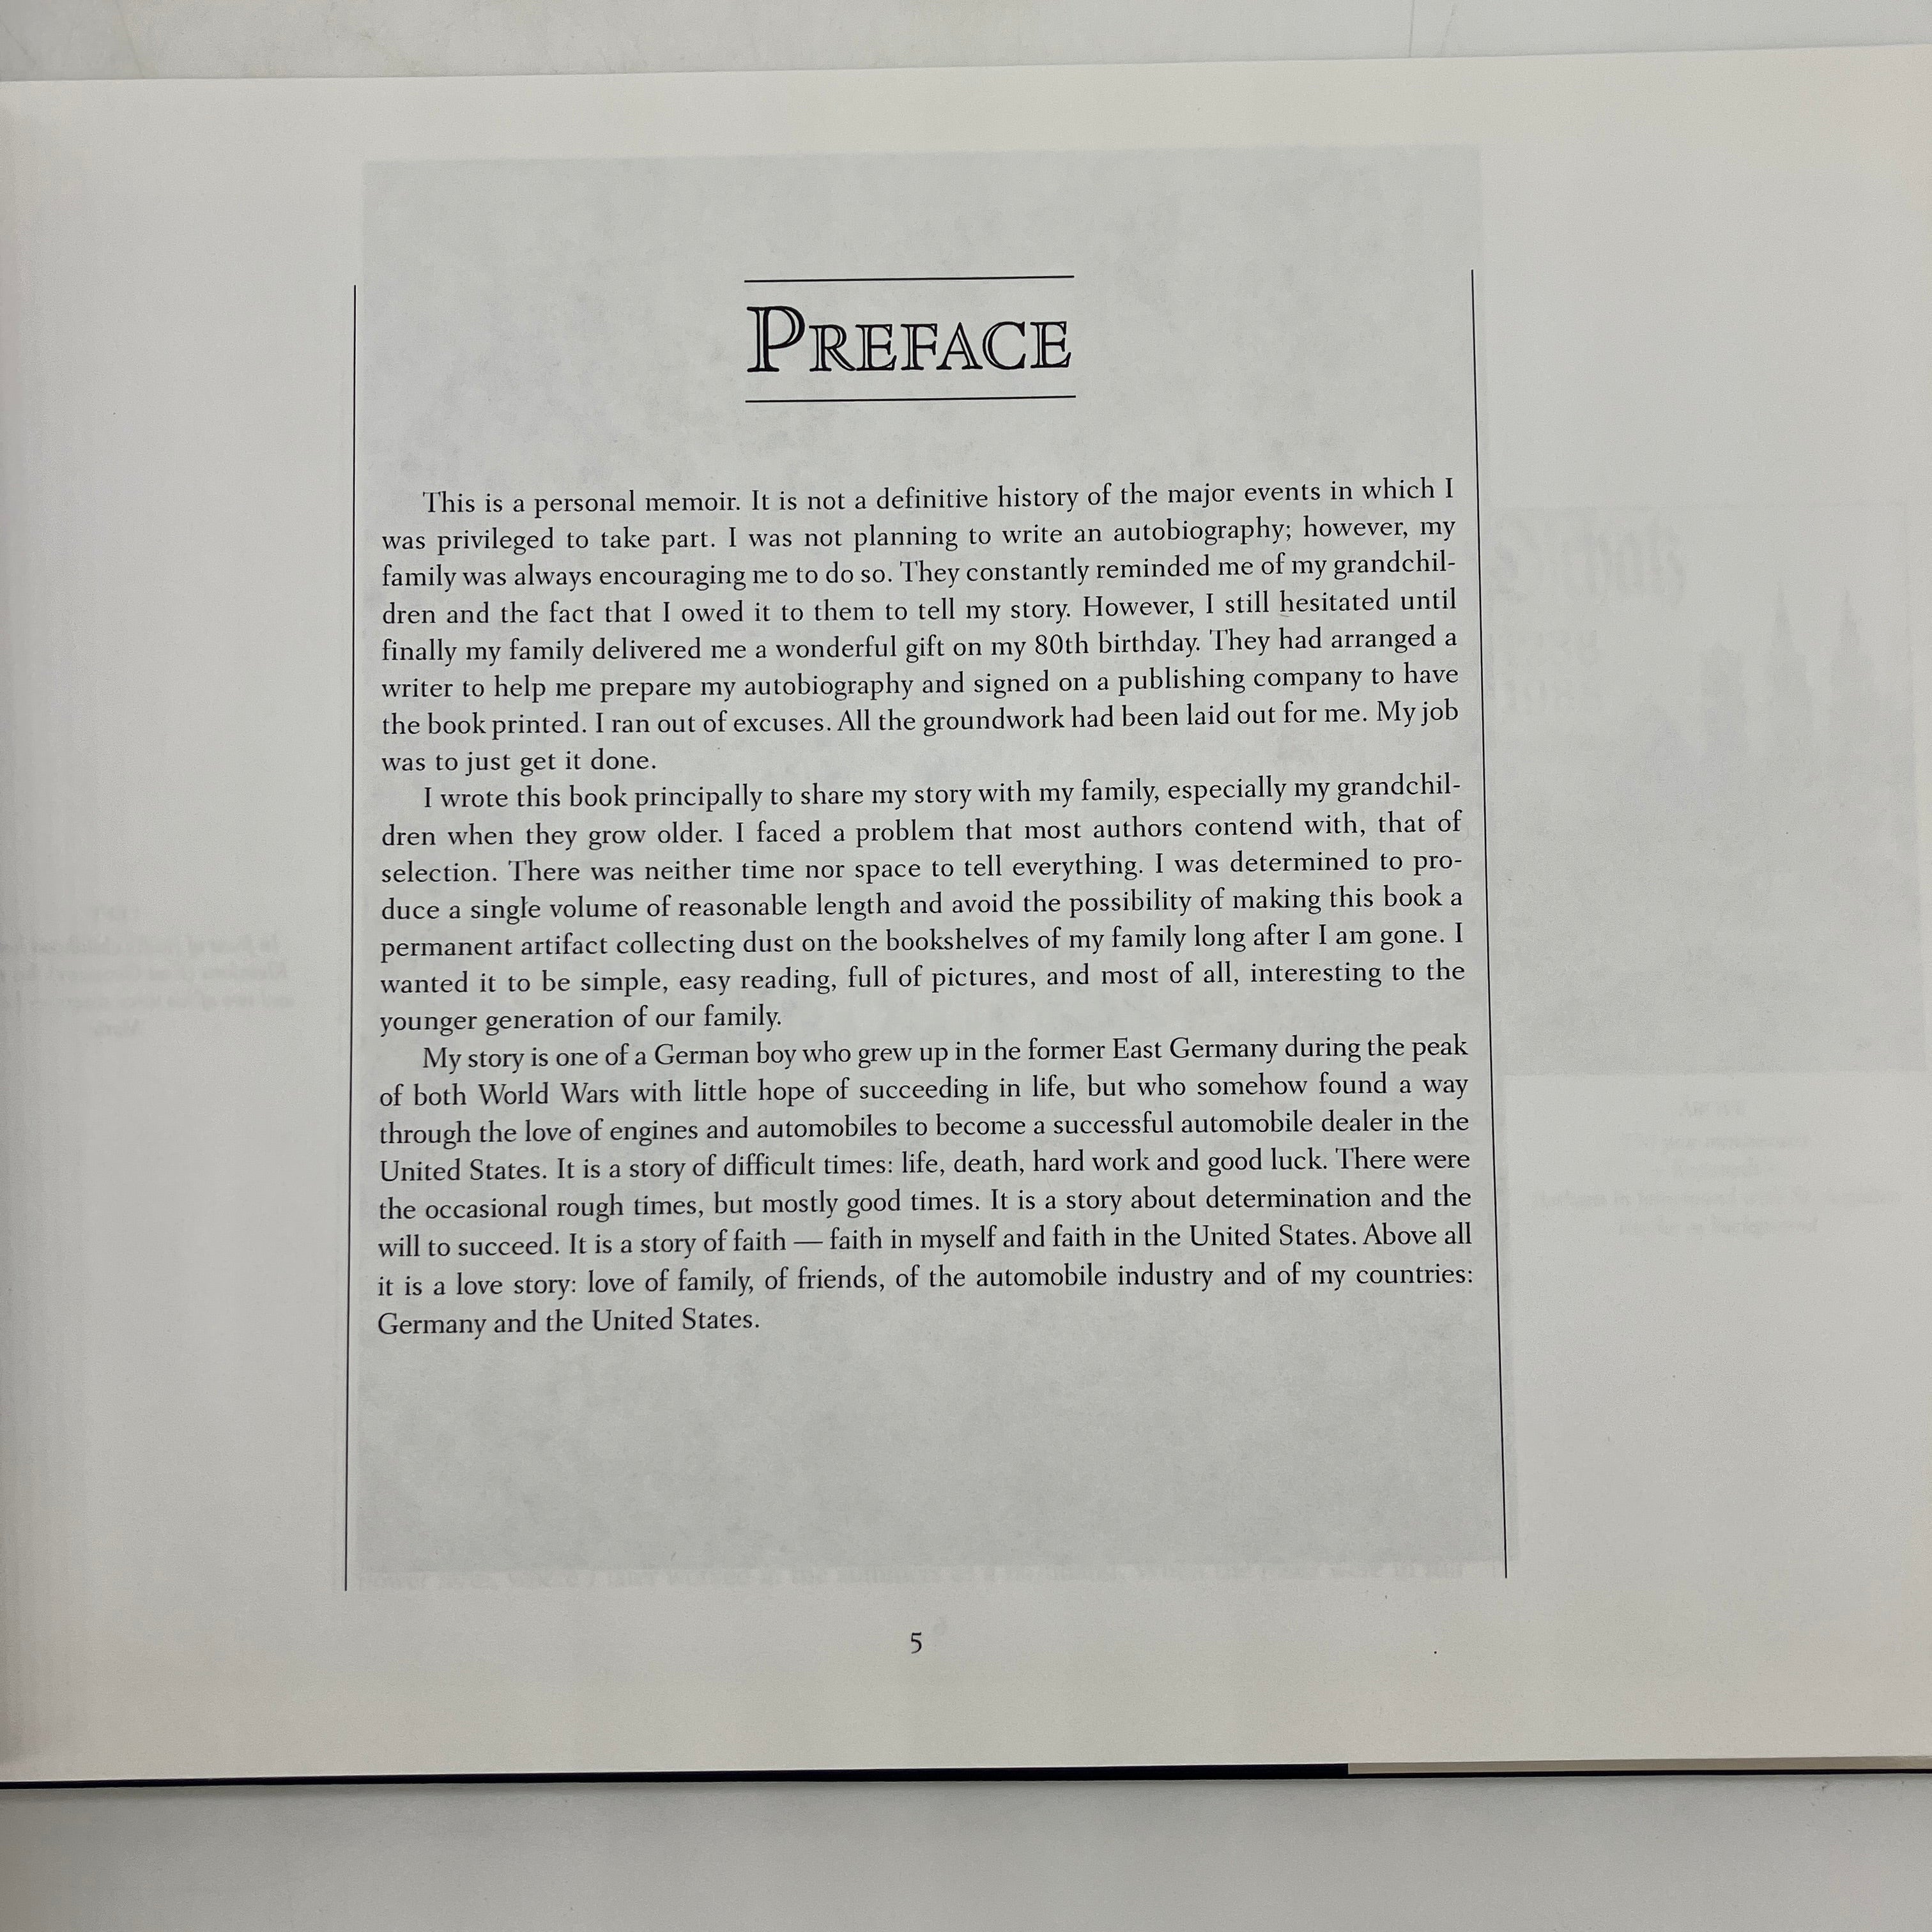 PREFACE
This is a personal memoir. It is not a definitive history of the major events in which I
was privileged to take part. I was not planning to write an autobiography; however, my
family was always encouraging me to do so. They constantly reminded me of my grandchil-
dren and the fact that I owed it to them to tell my story. However, I still hesitated until
finally my family delivered me a wonderful gift on my 80th birthday. They had arranged a
writer to help me prepare my autobiography and signed on a publishing company to have
the book printed. I ran out of excuses. All the groundwork had been laid out for me. My job
was to just get it done.
I wrote this book principally to share my story with my family, especially my grandchil-
dren when they grow older. I faced a problem that most authors contend with, that of
selection. There was neither time nor space to tell everything. I was determined to pro-
duce a single volume of reasonable length and avoid the possibility of making this book a
permanent artifact collecting dust on the bookshelves of my family long after I am gone. I
wanted it to be simple, easy reading, full of pictures, and most of all, interesting to the
younger generation of our family.
My story is one of a German boy who grew up in the former East Germany during the peak
of both World Wars with little hope of succeeding in life, but who somehow found a way
through the love of engines and automobiles to become a successful automobile dealer in the
United States. It is a story of difficult times: life, death, hard work and good luck. There were
the occasional rough times, but mostly good times. It is a story about determination and the
will to succeed. It is a story of faith — faith in myself and faith in the United States. Above all
it is a love story: love of family, of friends, of the automobile industry and of my countries:
Germany and the United States.
5